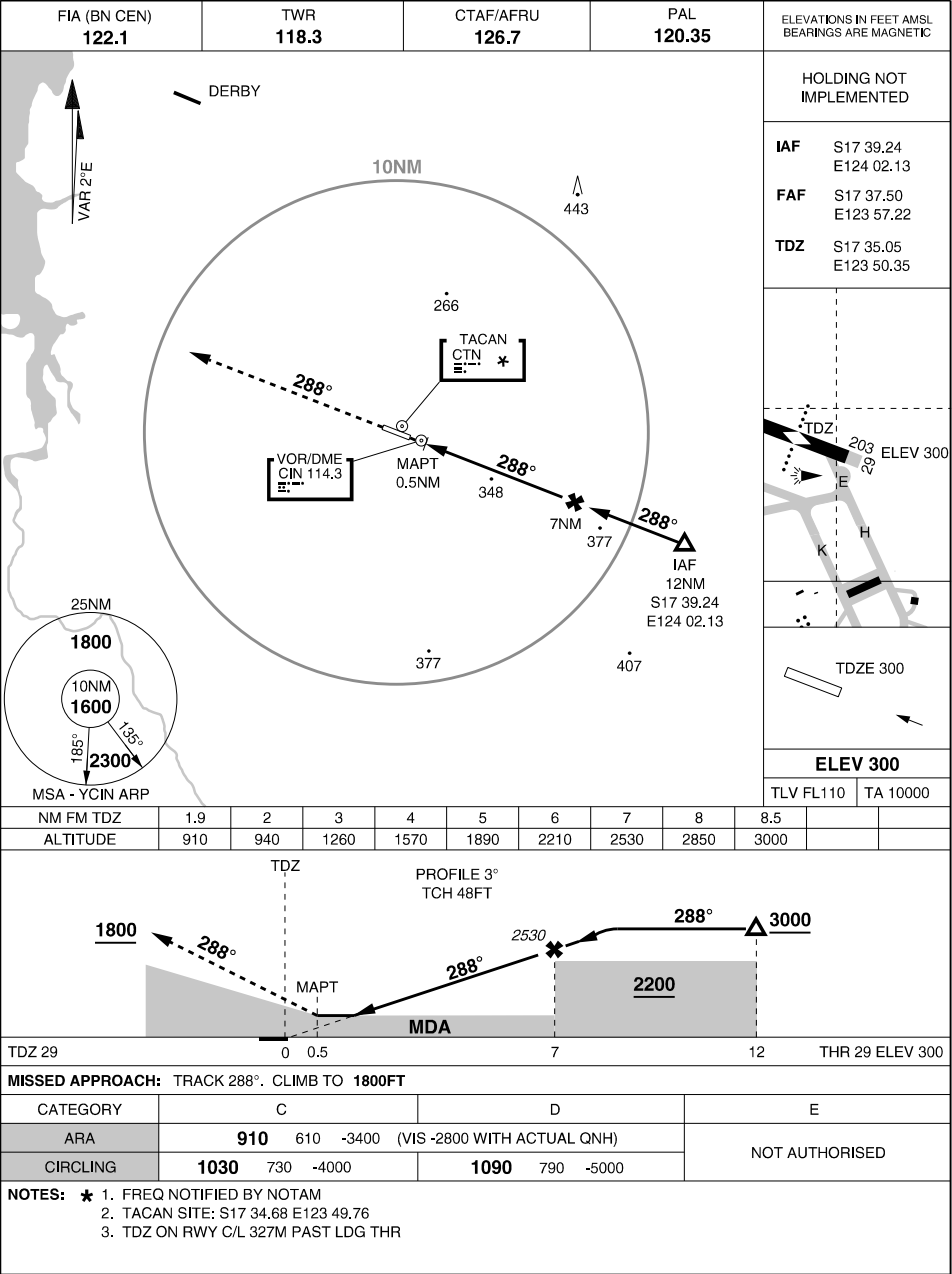 FIA (BN CEN)
122.1
TWR
118.3
CTAF/AFRU
126.7
PAL
120.35
ELEVATIONS IN FEET AMSL
BEARINGS ARE MAGNETIC
HOLDING NOT
IMPLEMENTED
IAF S17 39.24
E124 02.13
FAF S17 37.50
E123 57.22
TDZ S17 35.05
E123 50.35
DERBY
VAR 2°E
10NM
443
266
TACAN
CTN *
288°
VOR/DME
CIN 114.3
MAPT
0.5NM
288°
348
7NM
377
288°
IAF
12NM
S17 39.24
E124 02.13
377
407
25NM
1800
10NM
1600
185°
135°
2300
MSA - YCIN ARP
TDZ
203
29
ELEV 300
E
H
K
TDZE 300
ELEV 300
TLV FL110 TA 10000
NM FM TDZ 1.9 2 3 4 5 6 7 8 8.5
ALTITUDE 910 940 1260 1570 1890 2210 2530 2850 3000
TDZ
PROFILE 3°
TCH 48FT
1800
288°
MAPT
288°
2530
288°
3000
2200
MDA
TDZ 29 0 0.5 7 12 THR 29 ELEV 300
MISSED APPROACH: TRACK 288°. CLIMB TO 1800FT
CATEGORY C D E
ARA 910 610 -3400 (VIS -2800 WITH ACTUAL QNH)
NOT AUTHORISED
CIRCLING 1030 730 -4000 1090 790 -5000
NOTES: * 1. FREQ NOTIFIED BY NOTAM
2. TACAN SITE: S17 34.68 E123 49.76
3. TDZ ON RWY C/L 327M PAST LDG THR